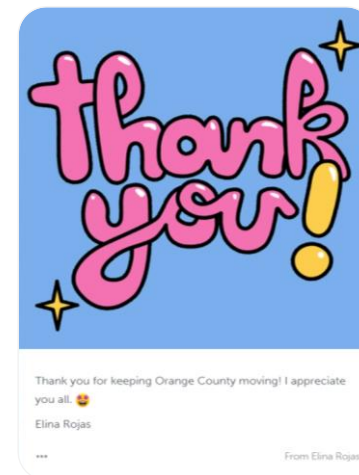 thank
you!
Thank you for keeping Orange County moving! I appreciate
you all. 🤩
Elina Rojas
From Elina Rojas